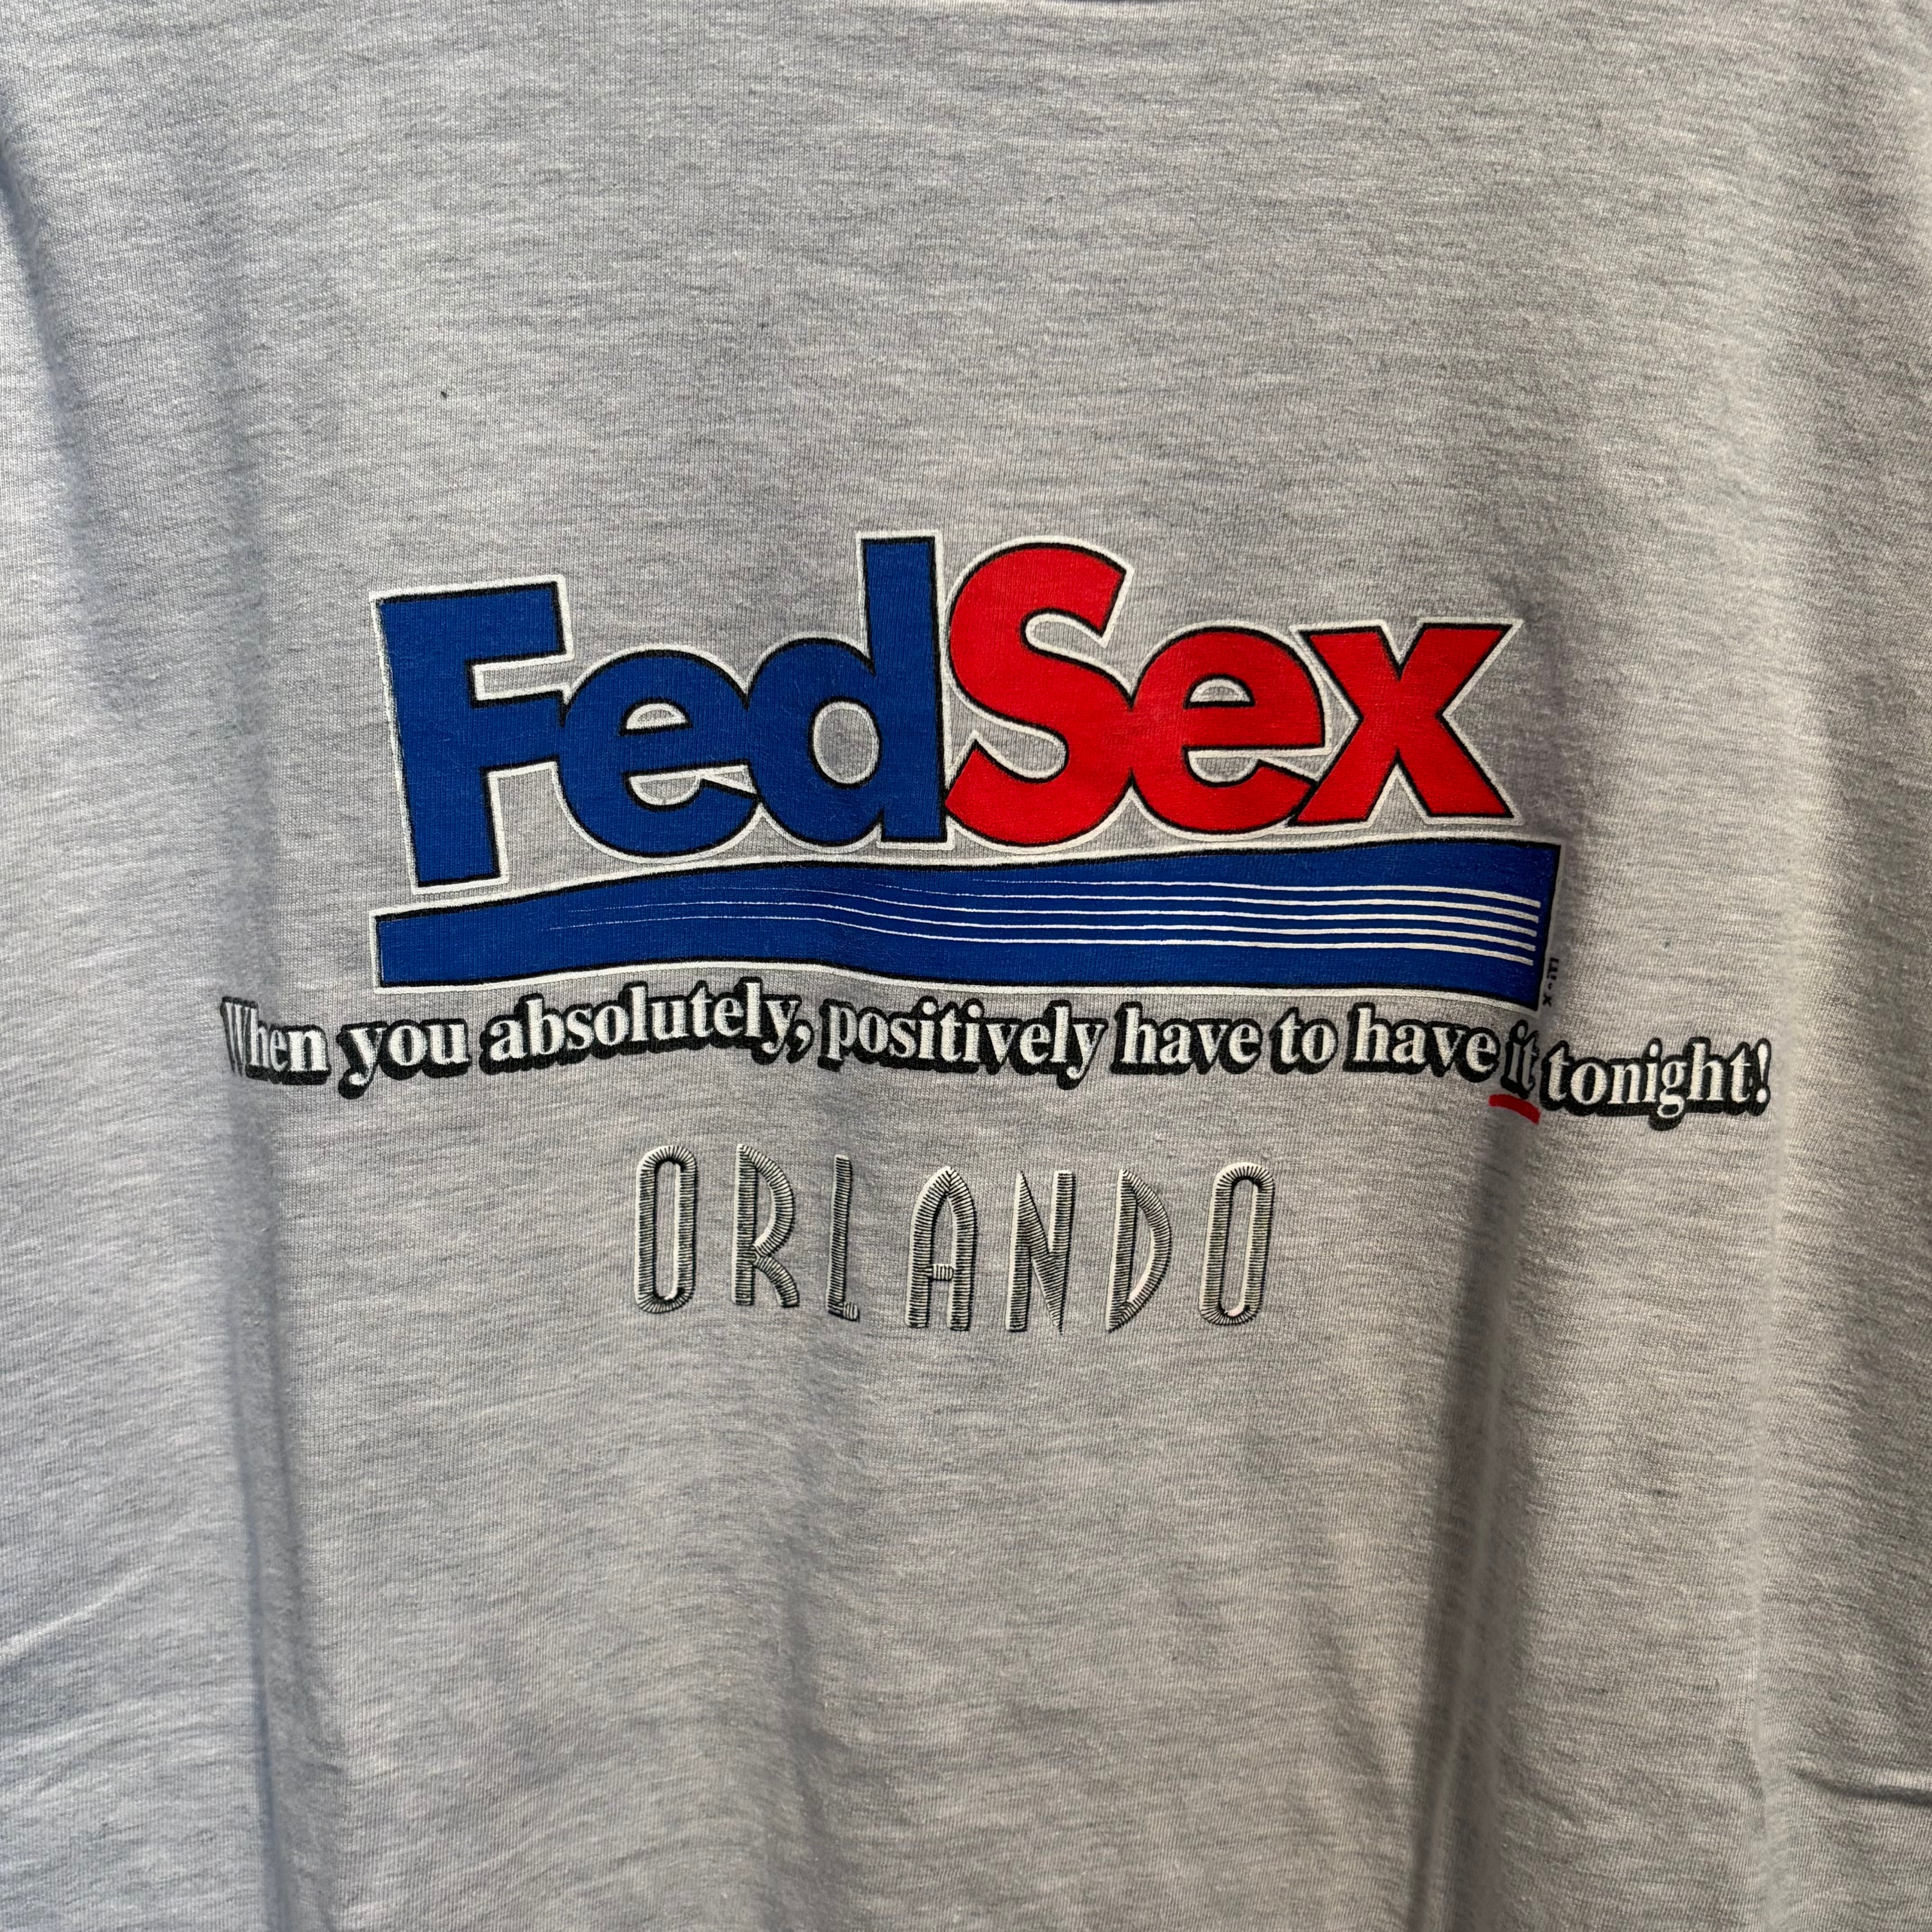 FedSex
When you absolutely, positively have to have it tonight!
ORLANDO